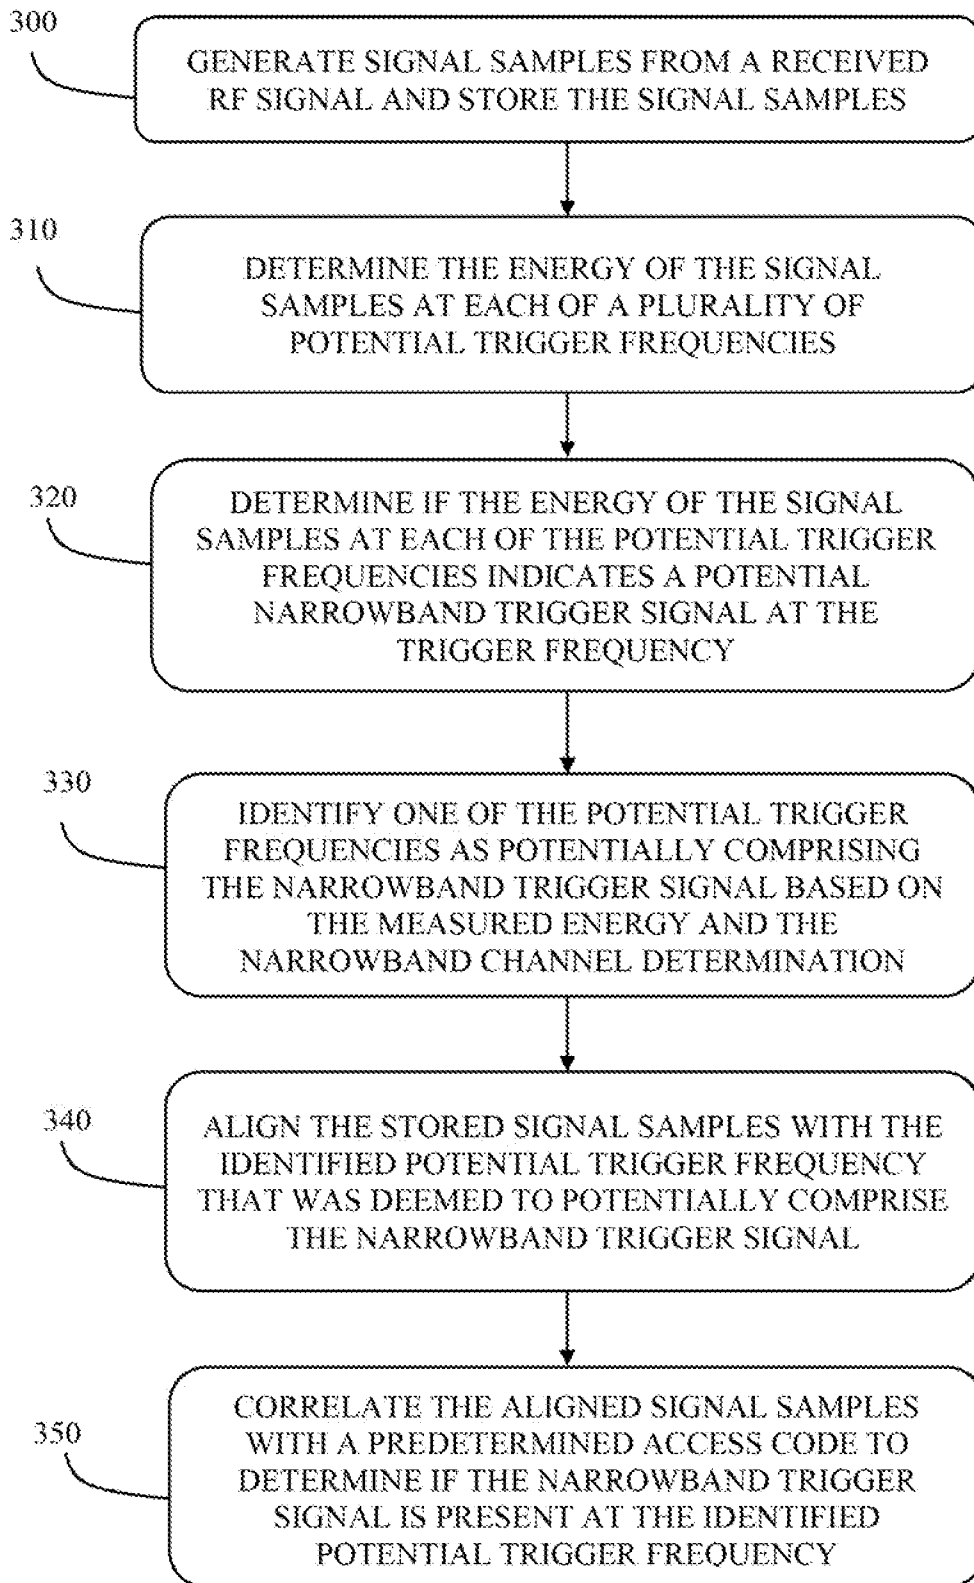 300
GENERATE SIGNAL SAMPLES FROM A RECEIVED
RF SIGNAL AND STORE THE SIGNAL SAMPLES
310
DETERMINE THE ENERGY OF THE SIGNAL
SAMPLES AT EACH OF A PLURALITY OF
POTENTIAL TRIGGER FREQUENCIES
320
DETERMINE IF THE ENERGY OF THE SIGNAL
SAMPLES AT EACH OF THE POTENTIAL TRIGGER
FREQUENCIES INDICATES A POTENTIAL
NARROWBAND TRIGGER SIGNAL AT THE
TRIGGER FREQUENCY
330
IDENTIFY ONE OF THE POTENTIAL TRIGGER
FREQUENCIES AS POTENTIALLY COMPRISING
THE NARROWBAND TRIGGER SIGNAL BASED ON
THE MEASURED ENERGY AND THE
NARROWBAND CHANNEL DETERMINATION
340
ALIGN THE STORED SIGNAL SAMPLES WITH THE
IDENTIFIED POTENTIAL TRIGGER FREQUENCY
THAT WAS DEEMED TO POTENTIALLY COMPRISE
THE NARROWBAND TRIGGER SIGNAL
350
CORRELATE THE ALIGNED SIGNAL SAMPLES
WITH A PREDETERMINED ACCESS CODE TO
DETERMINE IF THE NARROWBAND TRIGGER
SIGNAL IS PRESENT AT THE IDENTIFIED
POTENTIAL TRIGGER FREQUENCY